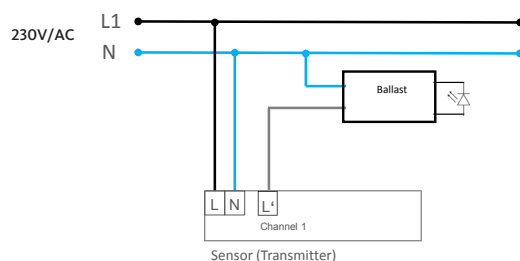 L1
230V/AC
N
Ballast
L N L‘
Channel 1
Sensor (Transmitter)